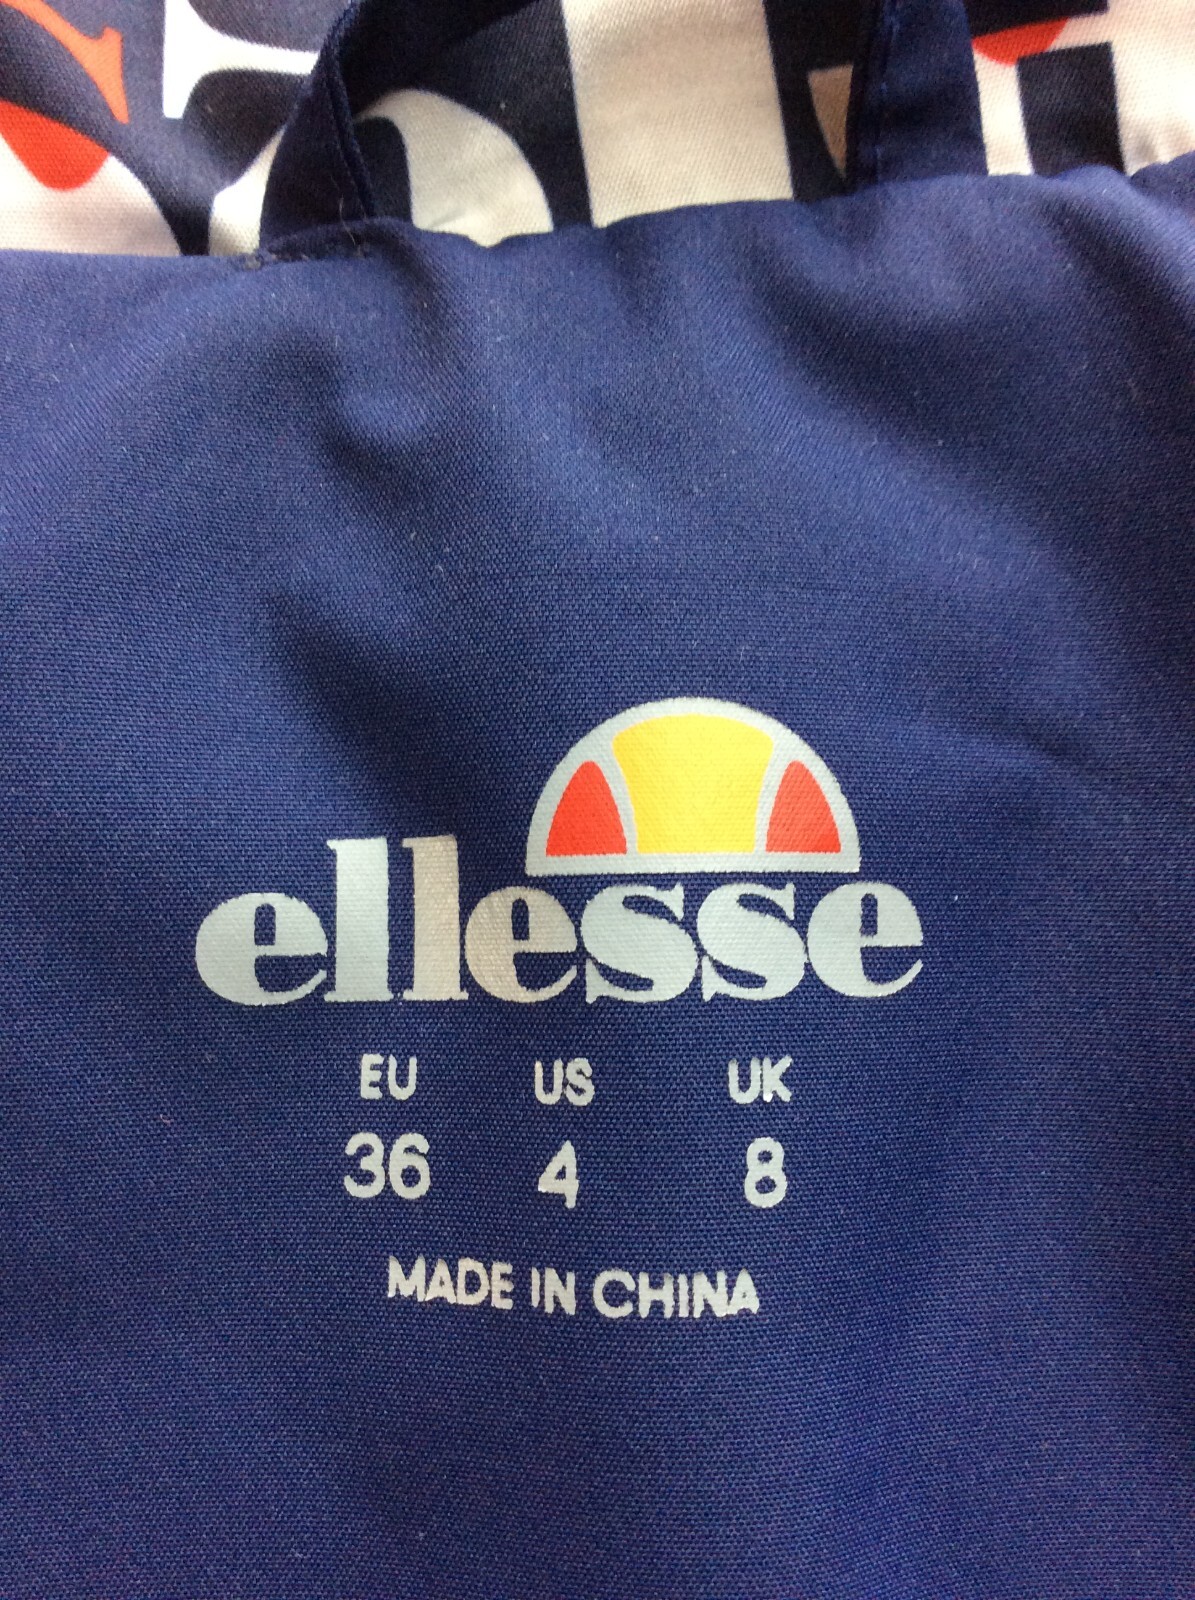 ellesse
EU US UK
36 4 8
MADE IN CHINA